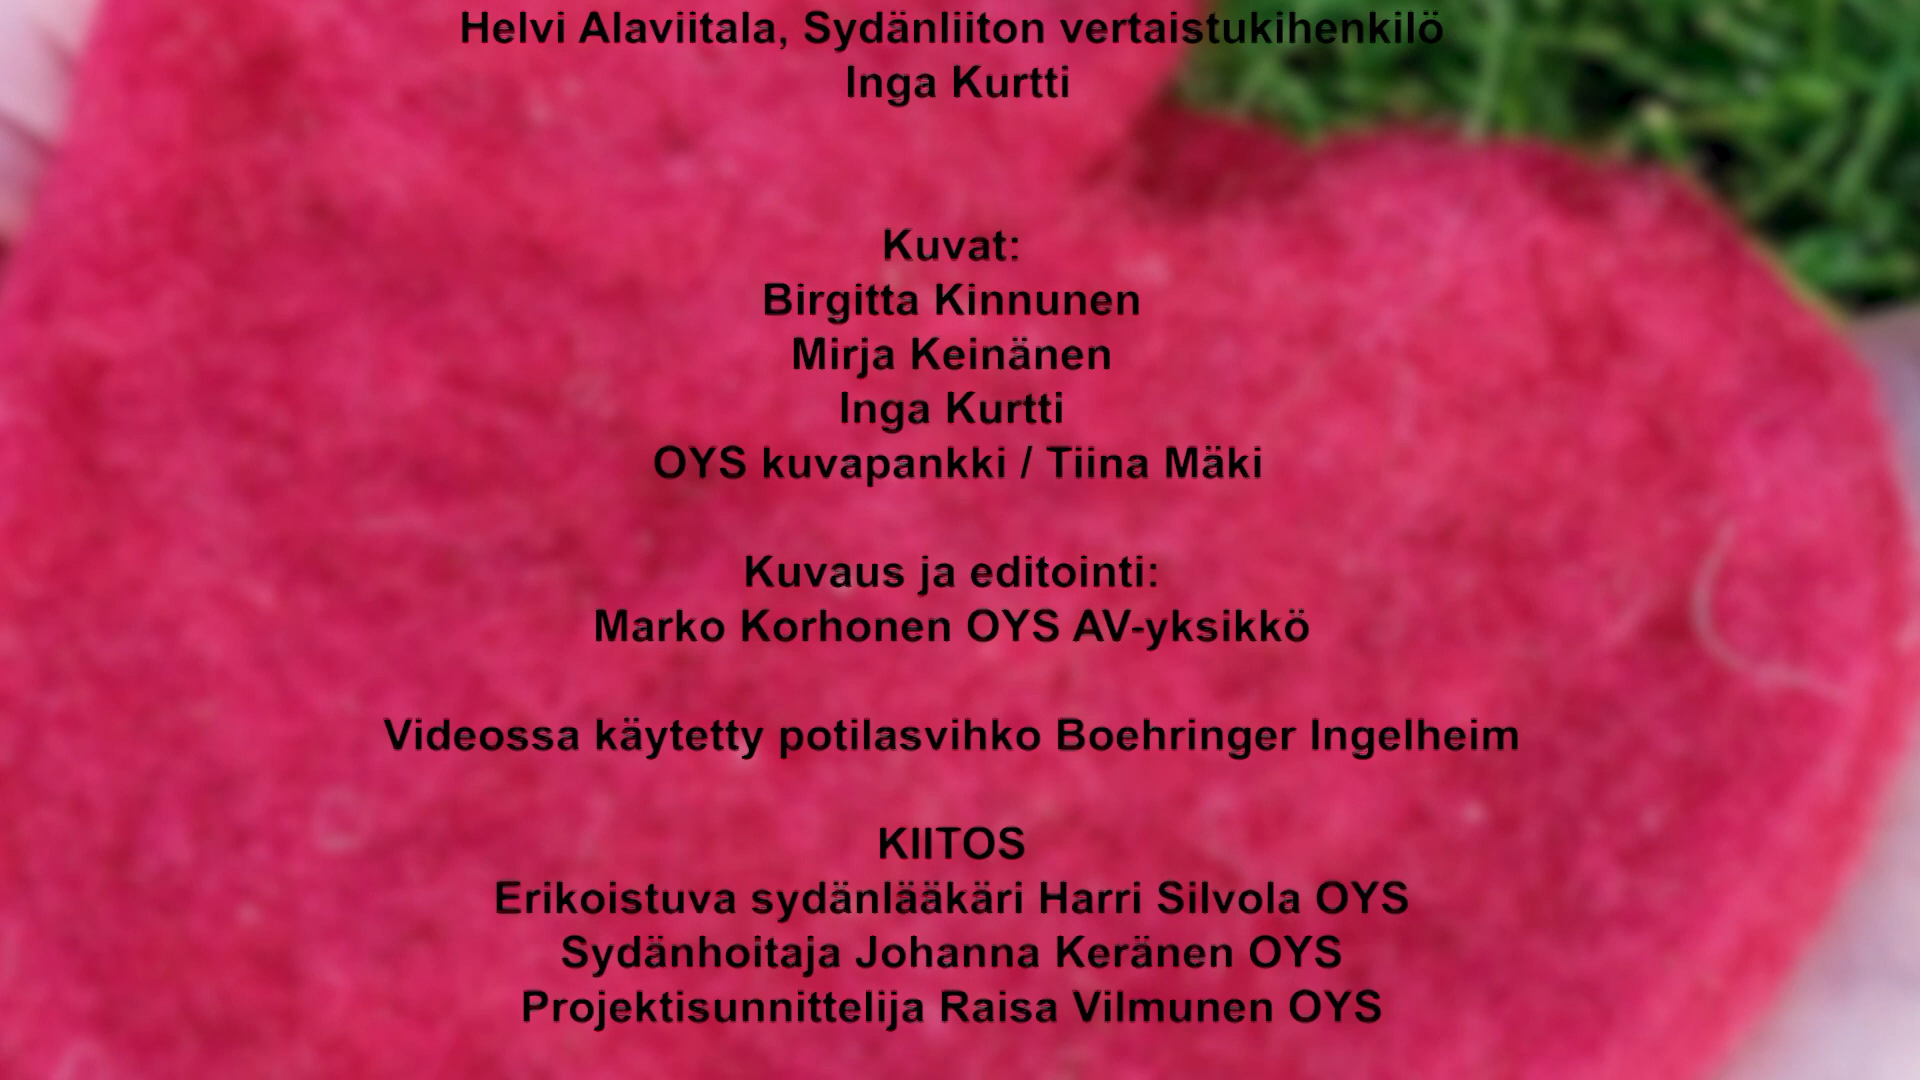 Helvi Alaviitala, Sydänliiton vertaistukihenkilö
Inga Kurtti
Kuvat:
Birgitta Kinnunen
Mirja Keinänen
Inga Kurtti
OYS kuvapankki / Tiina Mäki
Kuvaus ja editointi:
Marko Korhonen OYS AV-yksikkö
Videossa käytetty potilasvihko Boehringer Ingelheim
KIITOS
Erikoistuva sydänlääkäri Harri Silvola OYS
Sydänhoitaja Johanna Keränen OYS
Projektisunnittelija Raisa Vilmunen OYS